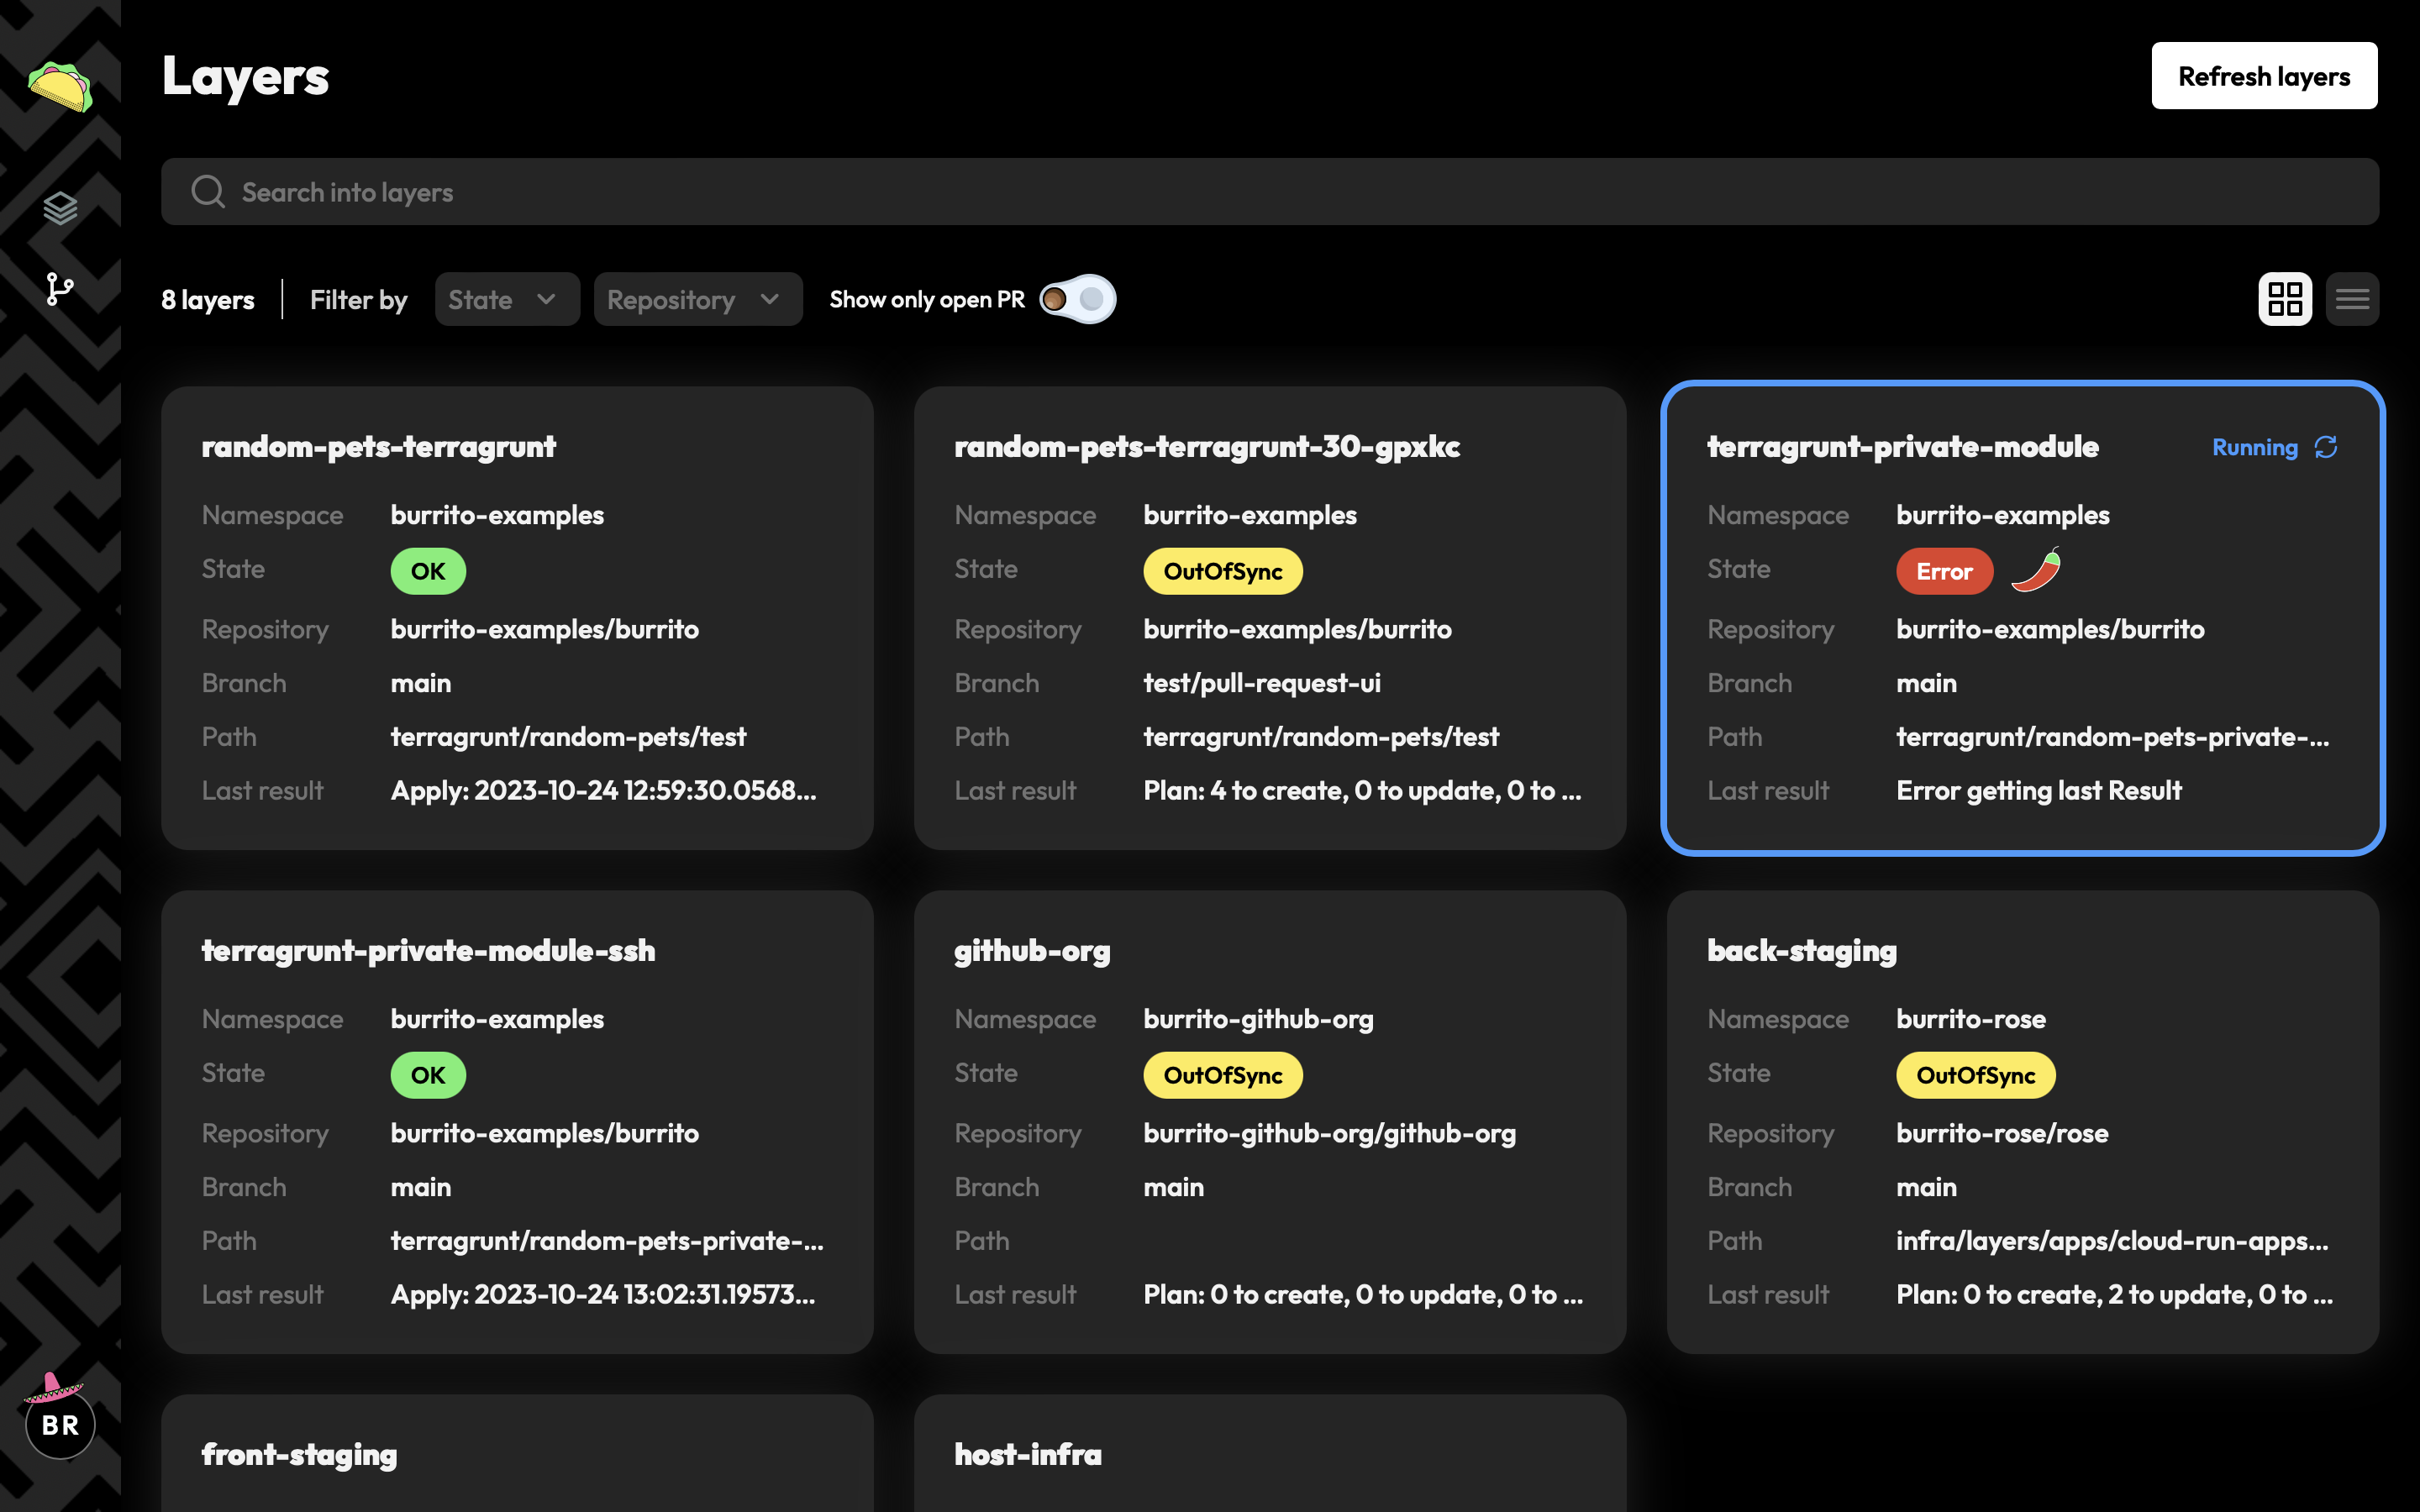 Layers
Refresh layers
Search into layers
8 layers
Filter by
State
Repository
Show only open PR
random-pets-terragrunt
Namespace burrito-examples
State OK
Repository burrito-examples/burrito
Branch main
Path terragrunt/random-pets/test
Last result Apply: 2023-10-24 12:59:30.0568...
random-pets-terragrunt-30-gpxkc
Namespace burrito-examples
State OutOfSync
Repository burrito-examples/burrito
Branch test/pull-request-ui
Path terragrunt/random-pets/test
Last result Plan: 4 to create, 0 to update, 0 to ...
terragrunt-private-module Running
Namespace burrito-examples
State Error
Repository burrito-examples/burrito
Branch main
Path terragrunt/random-pets-private-...
Last result Error getting last Result
terragrunt-private-module-ssh
Namespace burrito-examples
State OK
Repository burrito-examples/burrito
Branch main
Path terragrunt/random-pets-private-...
Last result Apply: 2023-10-24 13:02:31.19573...
github-org
Namespace burrito-github-org
State OutOfSync
Repository burrito-github-org/github-org
Branch main
Path
Last result Plan: 0 to create, 0 to update, 0 to ...
back-staging
Namespace burrito-rose
State OutOfSync
Repository burrito-rose/rose
Branch main
Path infra/layers/apps/cloud-run-apps...
Last result Plan: 0 to create, 2 to update, 0 to ...
front-staging
host-infra
BR